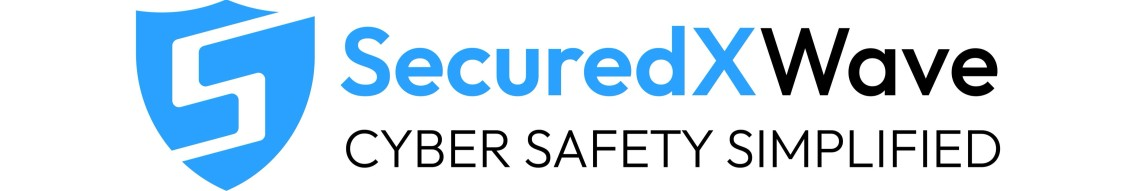 SecuredXWave
CYBER SAFETY SIMPLIFIED